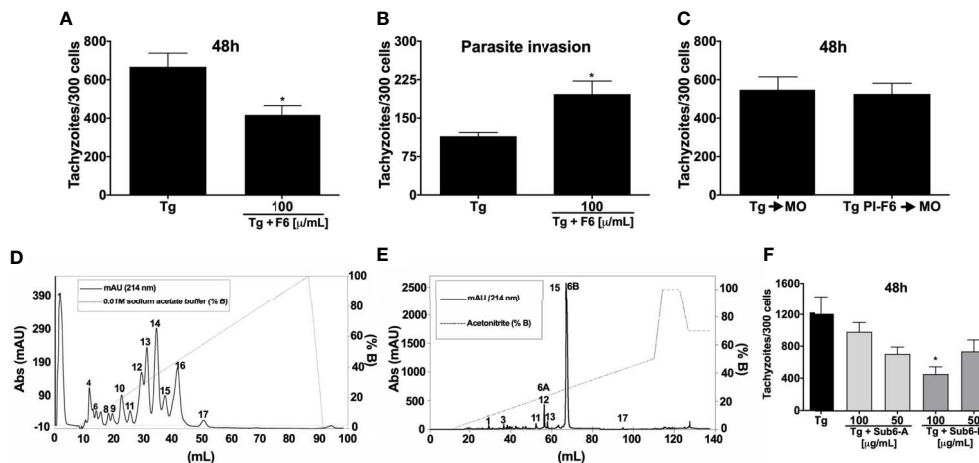 A
48h
Tachyzoites/300 cells
800
600
400
200
0
*
Tg
100
Tg + F6 [µ/mL]
B
Parasite invasion
Tachyzoites/300 cells
300
225
150
75
0
*
Tg
100
Tg + F6 [µ/mL]
C
48h
Tachyzoites/300 cells
800
600
400
200
0
Tg → MO
Tg PI-F6 → MO
D
mAU (214 nm)
0.01M sodium acetate buffer (% B)
Abs (mAU)
390
290
190
90
-10
1
4
6
8
9
10
11
12
13
14
15
16
17
100
80
60
40
20
0
(% B)
0 10 20 30 40 50 60 70 80 90 100
(mL)
E
mAU (214 nm)
Acetonitrite (% B)
Abs (mAU)
2500
2000
1500
1000
500
0
1
3
11
6A
12
13
15
6B
17
100
80
60
40
20
0
(% B)
0 20 40 60 80 100 120 140
(mL)
F
48h
Tachyzoites/300 cells
1600
1200
800
400
0
*
Tg
100 50
Tg + Sub6-A
[µg/mL]
100 50
Tg + Sub6-
[µg/mL]